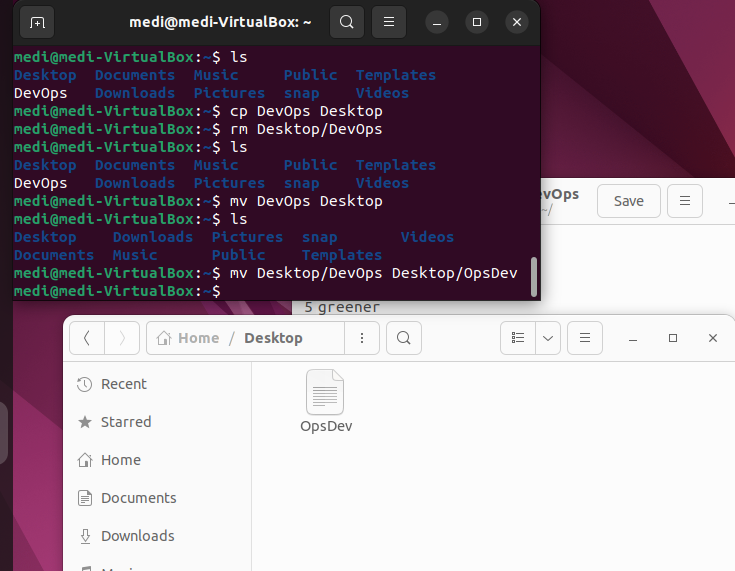 medi@medi-VirtualBox: ~
medi@medi-VirtualBox:~$ ls
Desktop Documents Music Public Templates
DevOps Downloads Pictures snap Videos
medi@medi-VirtualBox:~$ cp DevOps Desktop
medi@medi-VirtualBox:~$ rm Desktop/DevOps
medi@medi-VirtualBox:~$ ls
Desktop Documents Music Public Templates
DevOps Downloads Pictures snap Videos
medi@medi-VirtualBox:~$ mv DevOps Desktop
medi@medi-VirtualBox:~$ ls
Desktop Downloads Pictures snap Videos
Documents Music Public Templates
medi@medi-VirtualBox:~$ mv Desktop/DevOps Desktop/OpsDev
medi@medi-VirtualBox:~$
evOps
~/
Save
5 greener
Home / Desktop
Recent
Starred
Home
Documents
Downloads
OpsDev